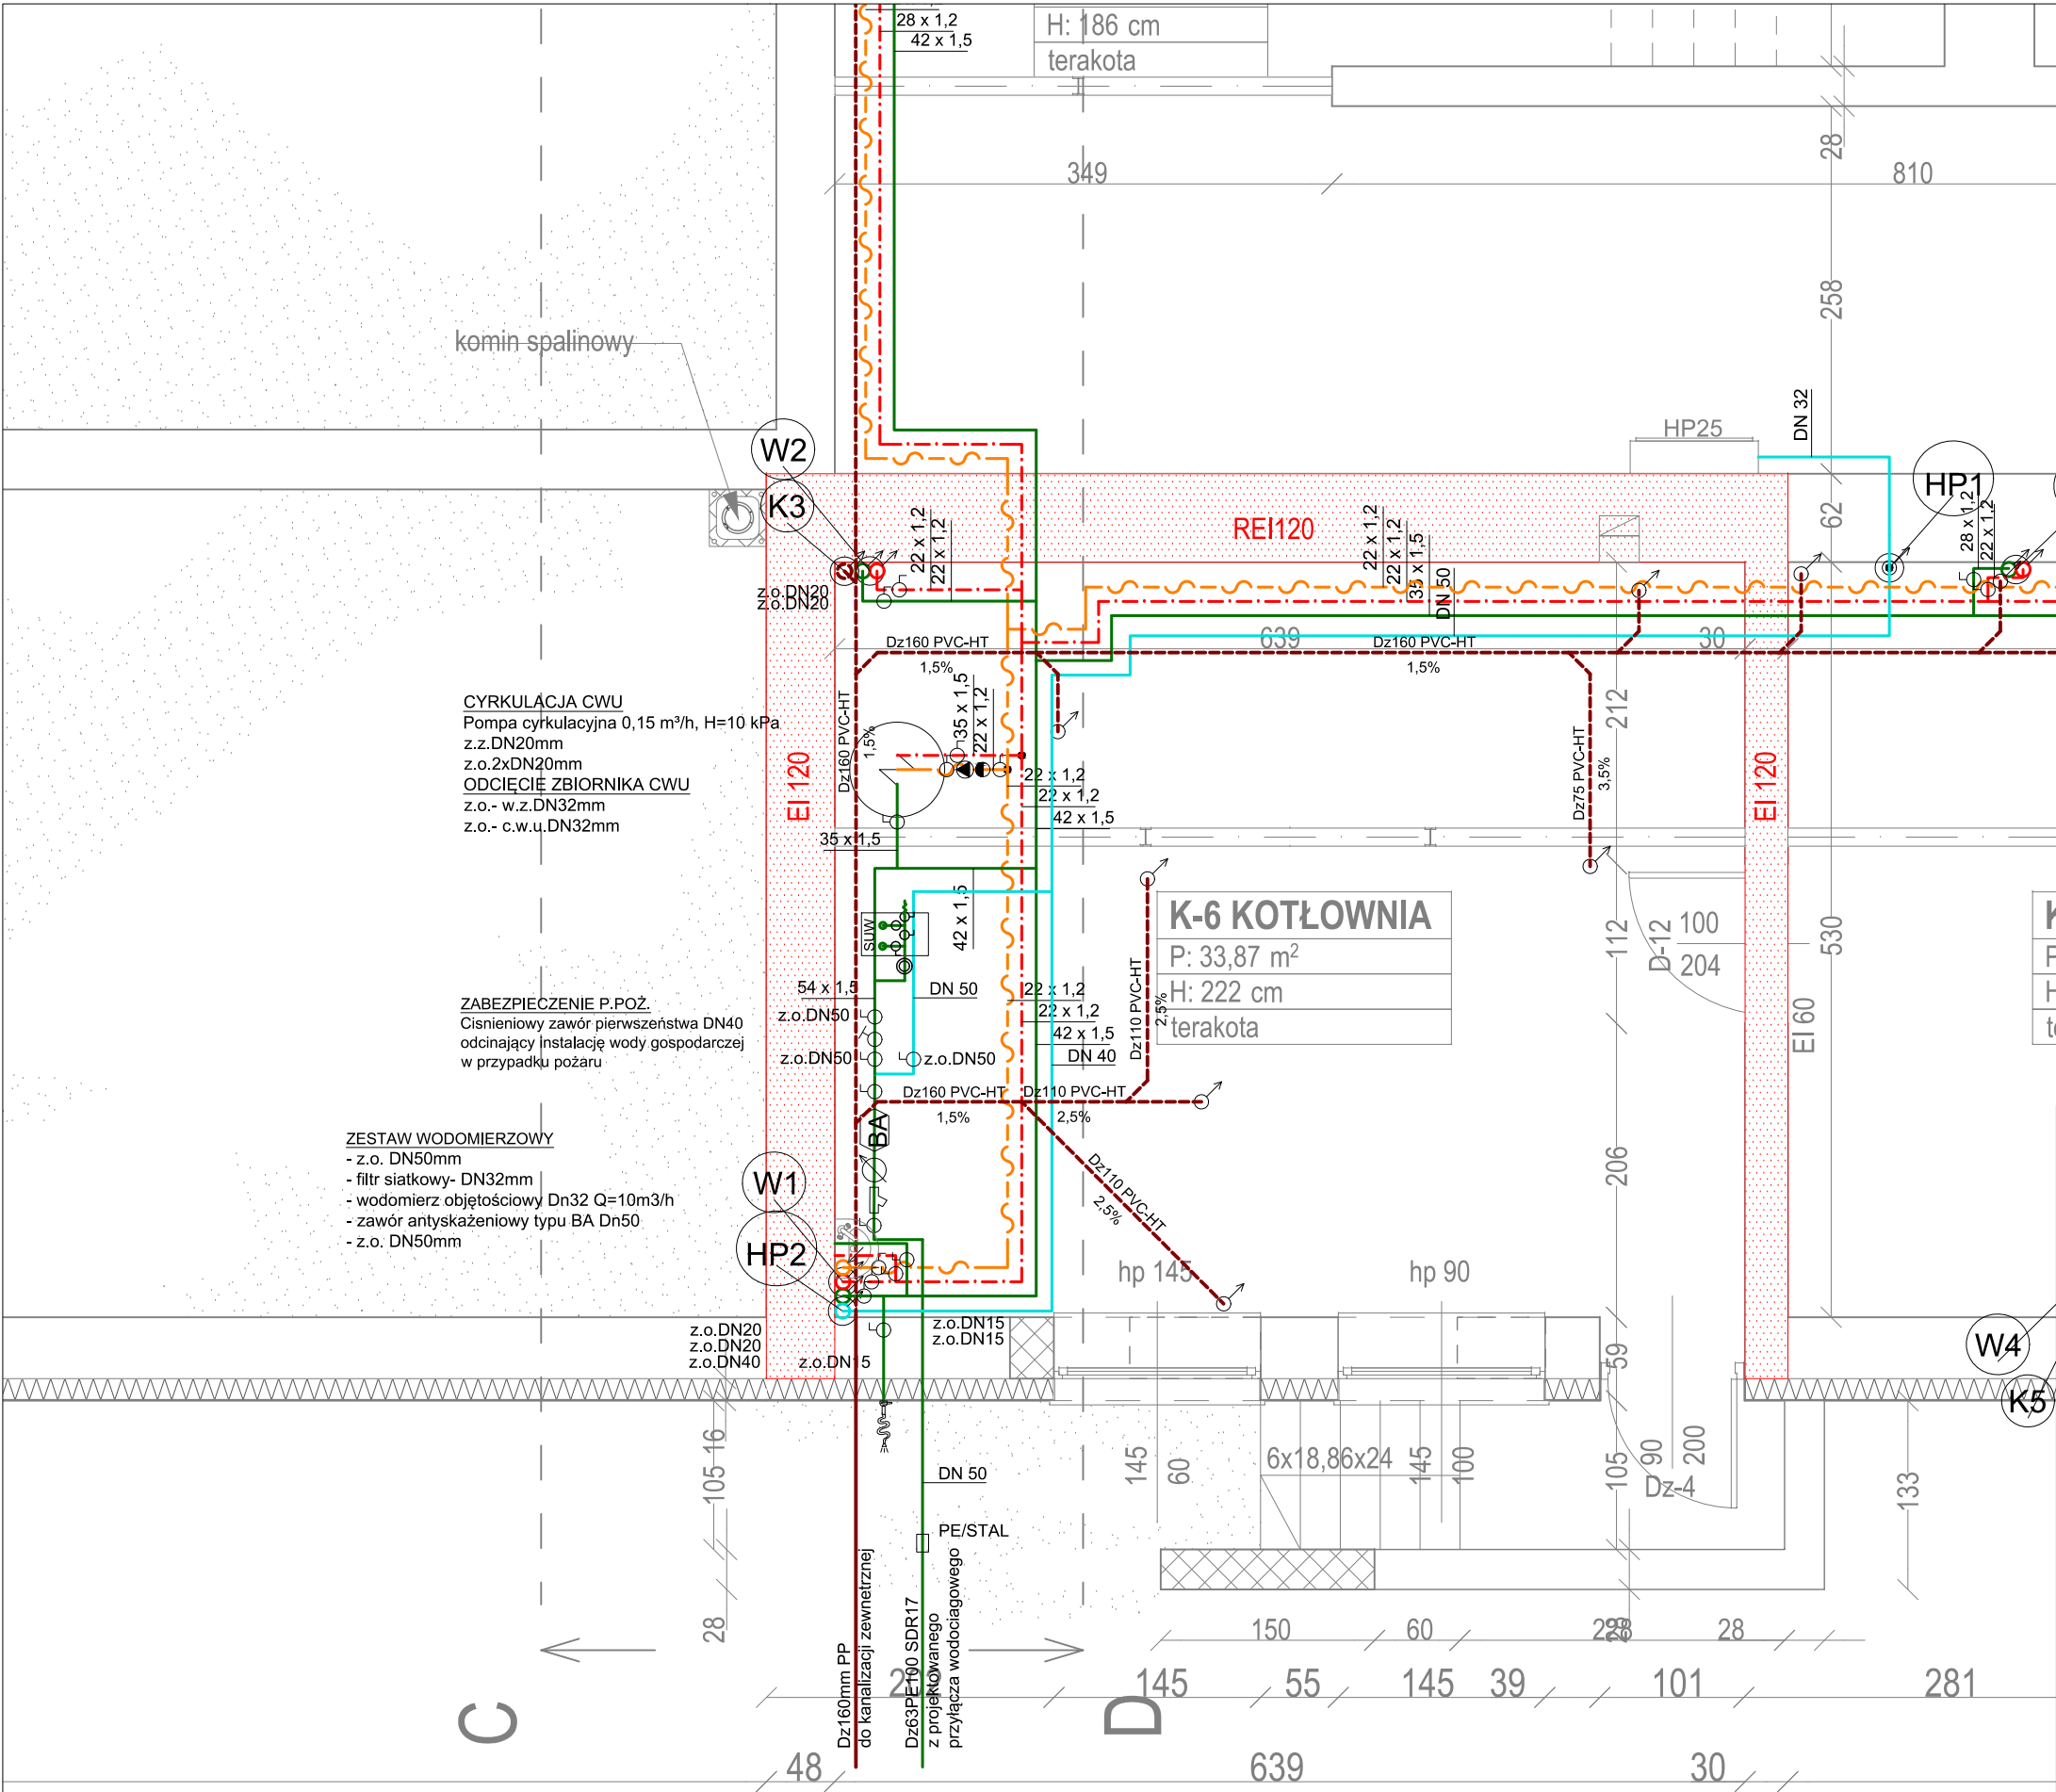 28 x 1,2
42 x 1,5
H: 186 cm
terakota
28
349
810
258
komin spalinowy
DN 32
HP25
W2
K3
HP1
62
22 x 1,2
22 x 1,2
REI120
22 x 1,2
22 x 1,2
35 x 1,5
DN 50
28 x 1,2
22 x 1,2
z.o.DN20
z.o.DN20
Dz160 PVC-HT
1,5%
639
Dz160 PVC-HT
1,5%
30
CYRKULACJA CWU
Pompa cyrkulacyjna 0,15 m³/h, H=10 kPa
z.z.DN20mm
z.o.2xDN20mm
ODCIĘCIE ZBIORNIKA CWU
z.o.- w.z.DN32mm
z.o.- c.w.u.DN32mm
EI 120
Dz160 PVC-HT
1,5%
35 x 1,5
22 x 1,2
22 x 1,2
22 x 1,2
42 x 1,5
35 x 1,5
Dz75 PVC-HT
3,5%
212
EI 120
42 x 1,5
SUW
K-6 KOTŁOWNIA
P: 33,87 m²
H: 222 cm
terakota
112
D-12
100
204
530
EI 60
54 x 1,5
DN 50
22 x 1,2
22 x 1,2
42 x 1,5
DN 40
z.o.DN50
z.o.DN50
z.o.DN50
Dz110 PVC-HT
2,5%
ZABEZPIECZENIE P.POŻ.
Cisnieniowy zawór pierwszeństwa DN40
odcinający instalację wody gospodarczej
w przypadku pożaru
Dz160 PVC-HT
1,5%
Dz110 PVC-HT
2,5%
BA
ZESTAW WODOMIERZOWY
- z.o. DN50mm
- filtr siatkowy- DN32mm
- wodomierz objętościowy Dn32 Q=10m3/h
- zawór antyskażeniowy typu BA Dn50
- z.o. DN50mm
W1
HP2
Dz110 PVC-HT
2,5%
206
hp 145
hp 90
z.o.DN20
z.o.DN20
z.o.DN40
z.o.DN15
z.o.DN15
z.o.DN15
59
W4
K5
16
105
28
DN 50
PE/STAL
145
60
6x18,86x24
145
100
105
90
200
Dz-4
133
Dz160mm PP
do kanalizacji zewnetrznej
Dz63PE100 SDR17
z projektowanego
przyłącza wodociagowego
150
60
28
28
C
D
145
55
145
39
101
281
48
639
30